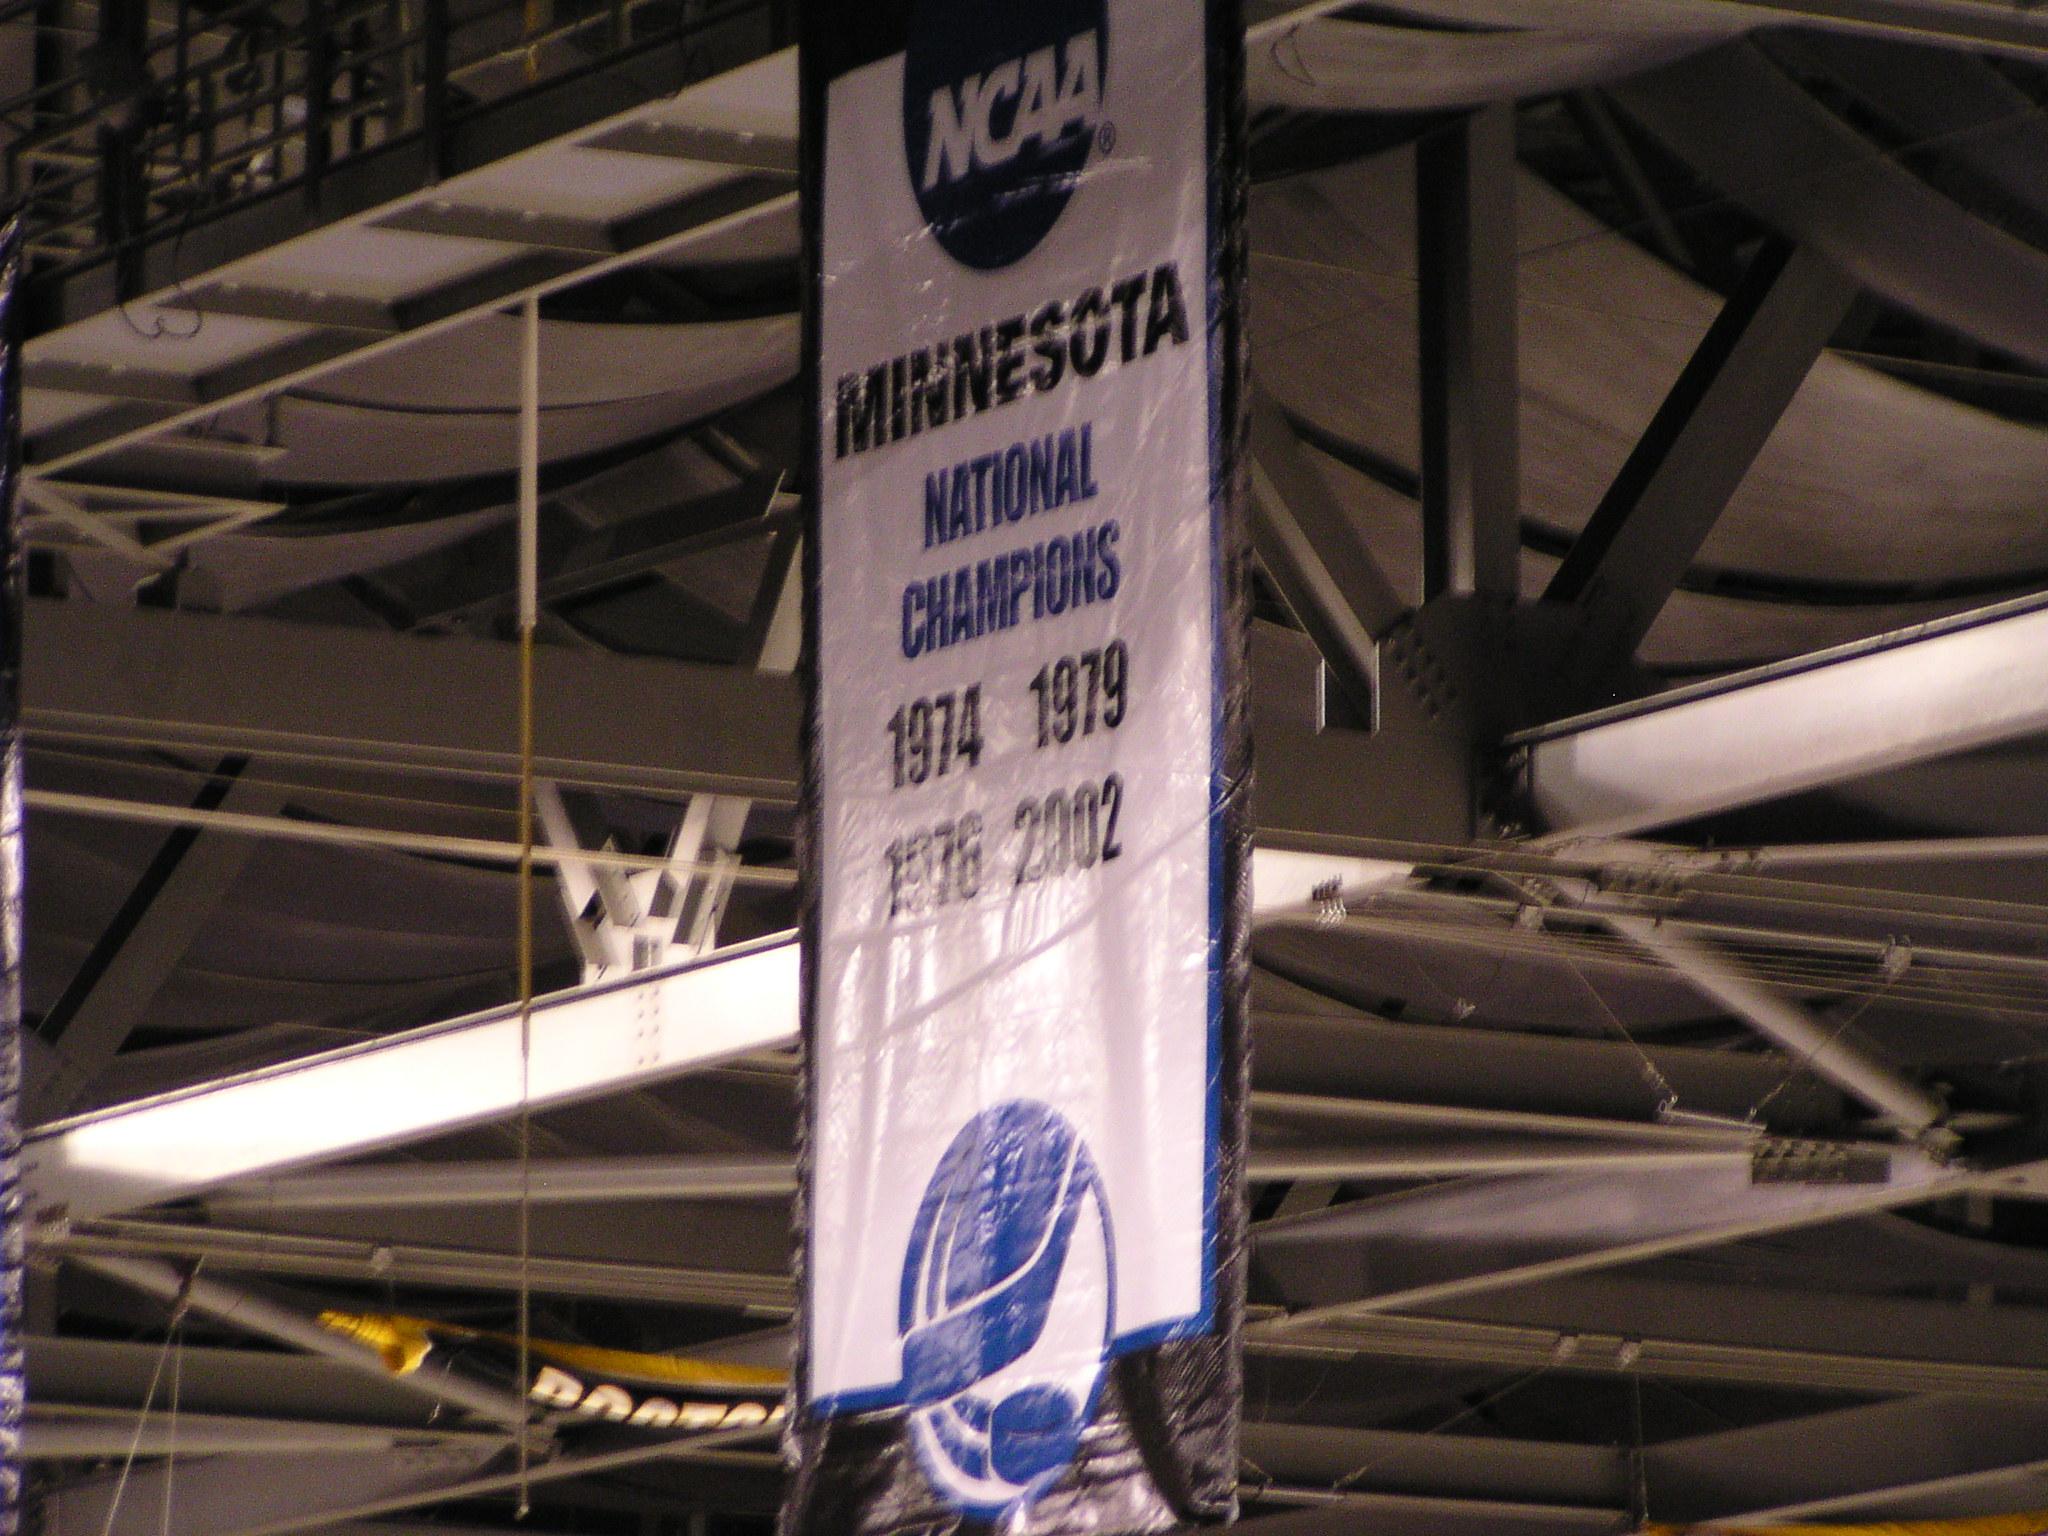 NCAA®
MINNESOTA
NATIONAL
CHAMPIONS
1974 1979
1976 2002